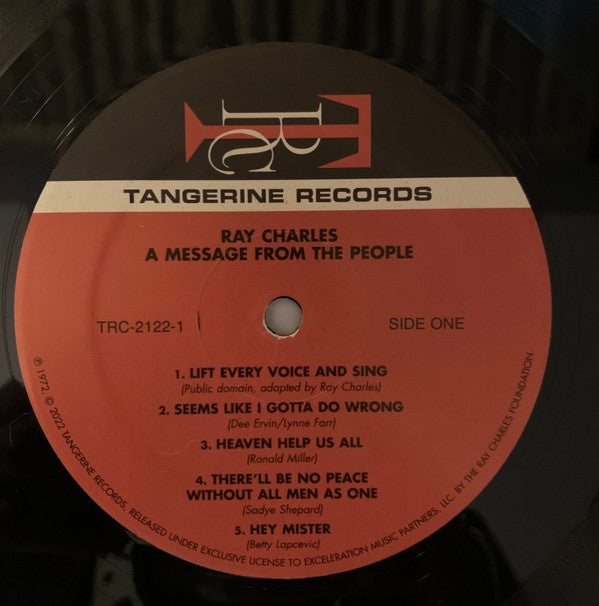 TRC
TANGERINE RECORDS
RAY CHARLES
A MESSAGE FROM THE PEOPLE
TRC-2122-1
SIDE ONE
1. LIFT EVERY VOICE AND SING
(Public domain, adapted by Ray Charles)
2. SEEMS LIKE I GOTTA DO WRONG
(Dee Ervin/Lynne Farr)
3. HEAVEN HELP US ALL
(Ronald Miller)
4. THERE'LL BE NO PEACE
WITHOUT ALL MEN AS ONE
(Sadye Shepard)
5. HEY MISTER
(Betty Lapcevic)
℗ 1972, © 2022 TANGERINE RECORDS, RELEASED UNDER EXCLUSIVE LICENSE TO EXCELERATION MUSIC PARTNERS, LLC. BY THE RAY CHARLES FOUNDATION.